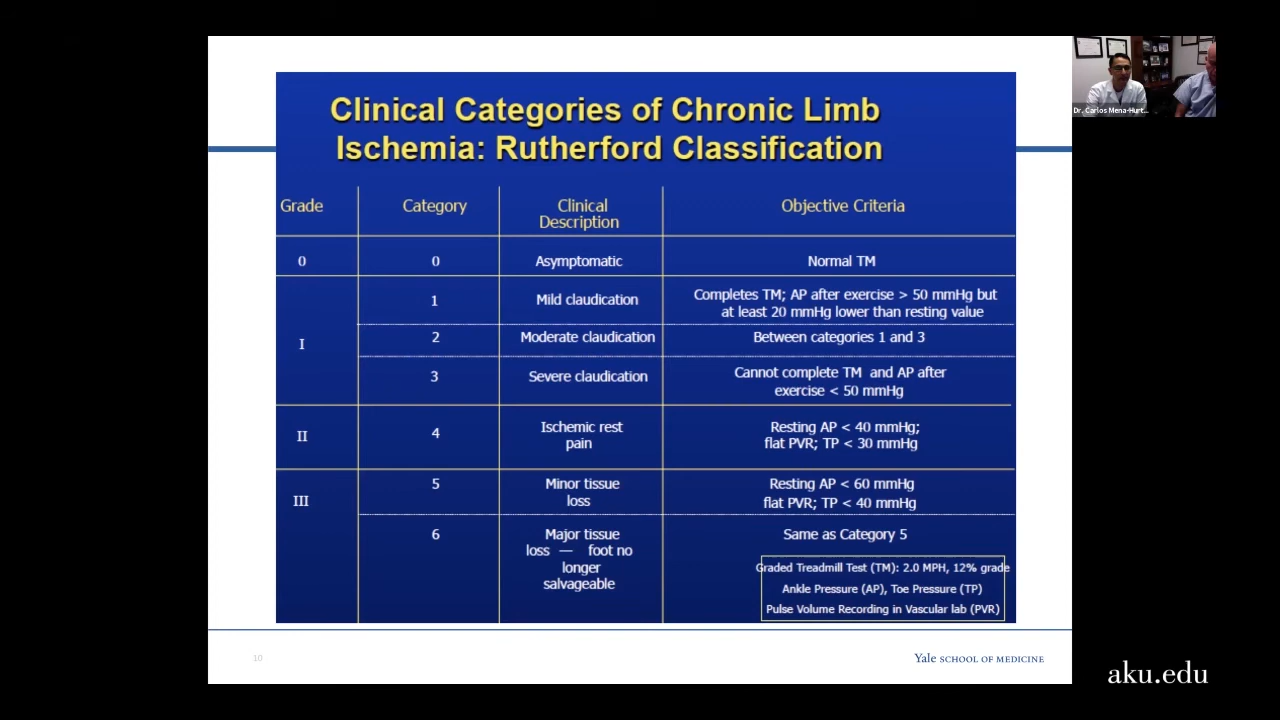 Clinical Categories of Chronic Limb
Ischemia: Rutherford Classification
Grade
Category
Clinical
Description
Objective Criteria
0
0
Asymptomatic
Normal TM
I
1
Mild claudication
Completes TM; AP after exercise > 50 mmHg but
at least 20 mmHg lower than resting value
2
Moderate claudication
Between categories 1 and 3
3
Severe claudication
Cannot complete TM and AP after
exercise < 50 mmHg
II
4
Ischemic rest
pain
Resting AP < 40 mmHg;
flat PVR; TP < 30 mmHg
III
5
Minor tissue
loss
Resting AP < 60 mmHg
flat PVR; TP < 40 mmHg
6
Major tissue
loss — foot no
longer
salvageable
Same as Category 5
Graded Treadmill Test (TM): 2.0 MPH, 12% grade
Ankle Pressure (AP), Toe Pressure (TP)
Pulse Volume Recording in Vascular lab (PVR)
10
Yale SCHOOL OF MEDICINE
Dr. Carlos Mena-Hurt...
aku.edu